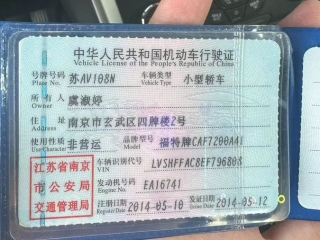 中华人民共和国机动车行驶证
Vehicle License of the People's Republic of China
号牌号码 苏AV108N 车辆类型 小型轿车
Plate No. Vehicle Type
所有人 虞淑婷
Owner
住址 南京市玄武区四牌楼2号
Address
使用性质 非营运 品牌型号 福特牌CAF7200A41
Use Character Model
江苏省南京
市公安局
交通管理局
车辆识别代号 LVSHFFAC8EF796808
VIN
发动机号码 EA16741
Engine No.
注册日期 2014-05-10 发证日期 2014-05-12
Register Date Issue Date